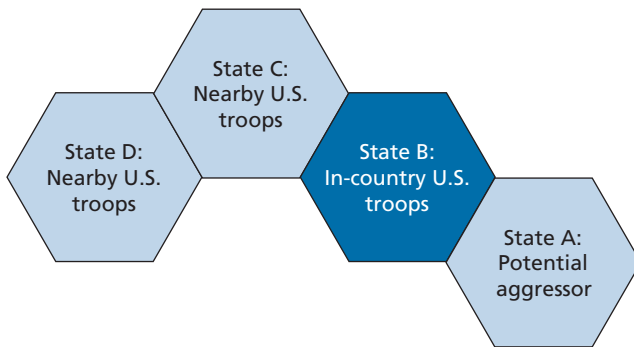 State C:
Nearby U.S.
troops
State D:
Nearby U.S.
troops
State B:
In-country U.S.
troops
State A:
Potential
aggressor